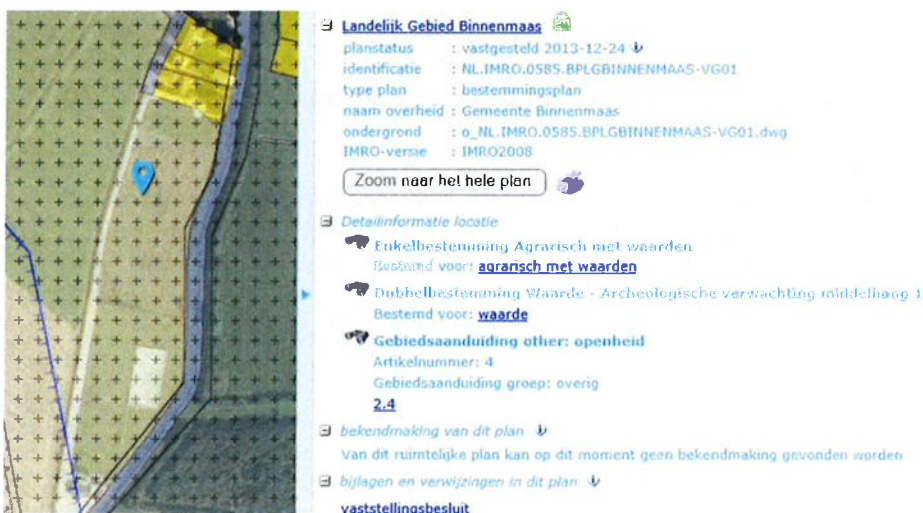 Landelijk Gebied Binnenmaas
planstatus : vastgesteld 2013-12-24
identificatie : NL.IMRO.0585.BPLGBINNENMAAS-VG01
type plan : bestemmingsplan
naam overheid : Gemeente Binnenmaas
ondergrond : o_NL.IMRO.0585.BPLGBINNENMAAS-VG01.dwg
IMRO-versie : IMRO2008
Zoom naar het hele plan
Detailinformatie locatie
Enkelbestemming Agrarisch met waarden
Bestemd voor: agrarisch met waarden
Dubbelbestemming Waarde - Archeologische verwachting middelhoog 1
Bestemd voor: waarde
Gebiedsaanduiding other: openheid
Artikelnummer: 4
Gebiedsaanduiding groep: overig
2.4
bekendmaking van dit plan
Van dit ruimtelijke plan kan op dit moment geen bekendmaking gevonden worden
bijlagen en verwijzingen in dit plan
vaststellingsbesluit